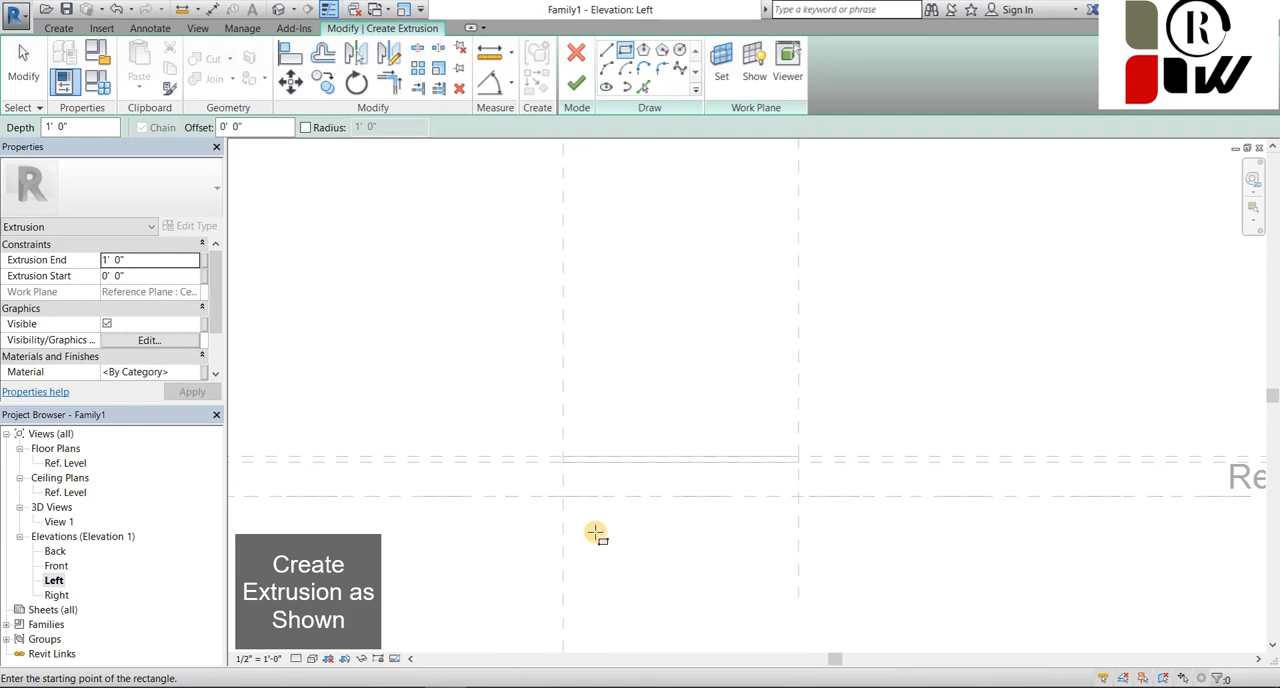 Family1 - Elevation: Left
Type a keyword or phrase
Sign In
R
Create
Insert
Annotate
View
Manage
Add-Ins
Modify | Create Extrusion
Modify
Paste
Cut
Join
Set
Show
Viewer
Select
Properties
Clipboard
Geometry
Modify
Measure
Create
Mode
Draw
Work Plane
Depth
1' 0"
Chain
Offset:
0' 0"
Radius:
1' 0"
Properties
R
Extrusion
Edit Type
Constraints
Extrusion End
1' 0"
Extrusion Start
0' 0"
Work Plane
Reference Plane : Ce...
Graphics
Visible
Visibility/Graphics ...
Edit...
Materials and Finishes
Material
<By Category>
Properties help
Apply
Project Browser - Family1
Views (all)
Floor Plans
Ref. Level
Ceiling Plans
Ref. Level
3D Views
View 1
Elevations (Elevation 1)
Back
Front
Left
Right
Sheets (all)
Families
Groups
Revit Links
Re
Create
Extrusion as
Shown
1/2" = 1'-0"
Enter the starting point of the rectangle.
:0